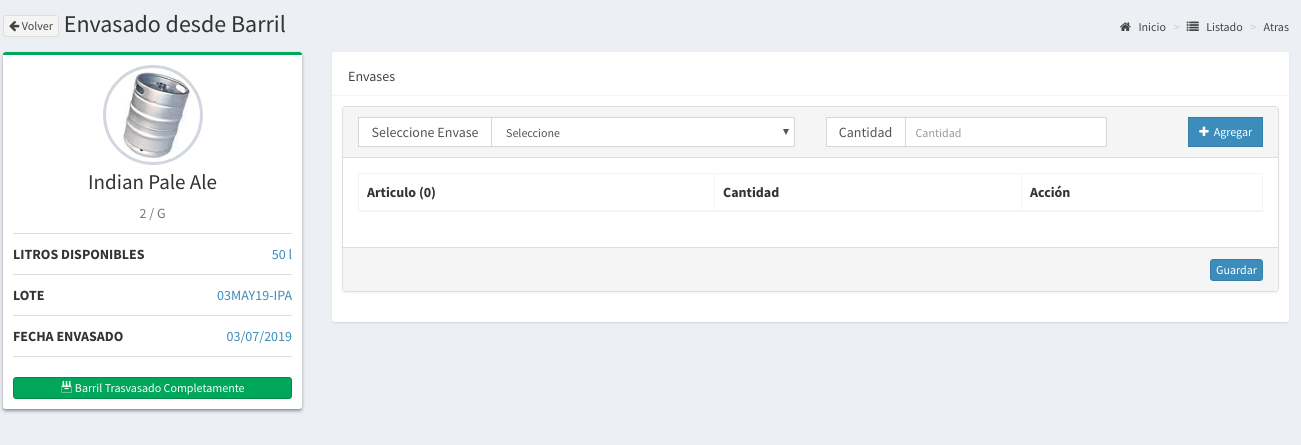 Volver Envasado desde Barril
Inicio > Listado > Atras
Indian Pale Ale
2 / G
LITROS DISPONIBLES 50 l
LOTE 03MAY19-IPA
FECHA ENVASADO 03/07/2019
Barril Trasvasado Completamente
Envases
Seleccione Envase Seleccione Cantidad Cantidad Agregar
Articulo (0) Cantidad Acción
Guardar